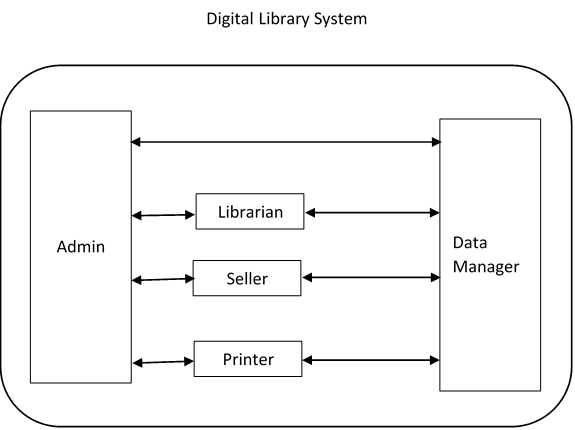 Digital Library System
Admin
Librarian
Seller
Printer
Data
Manager